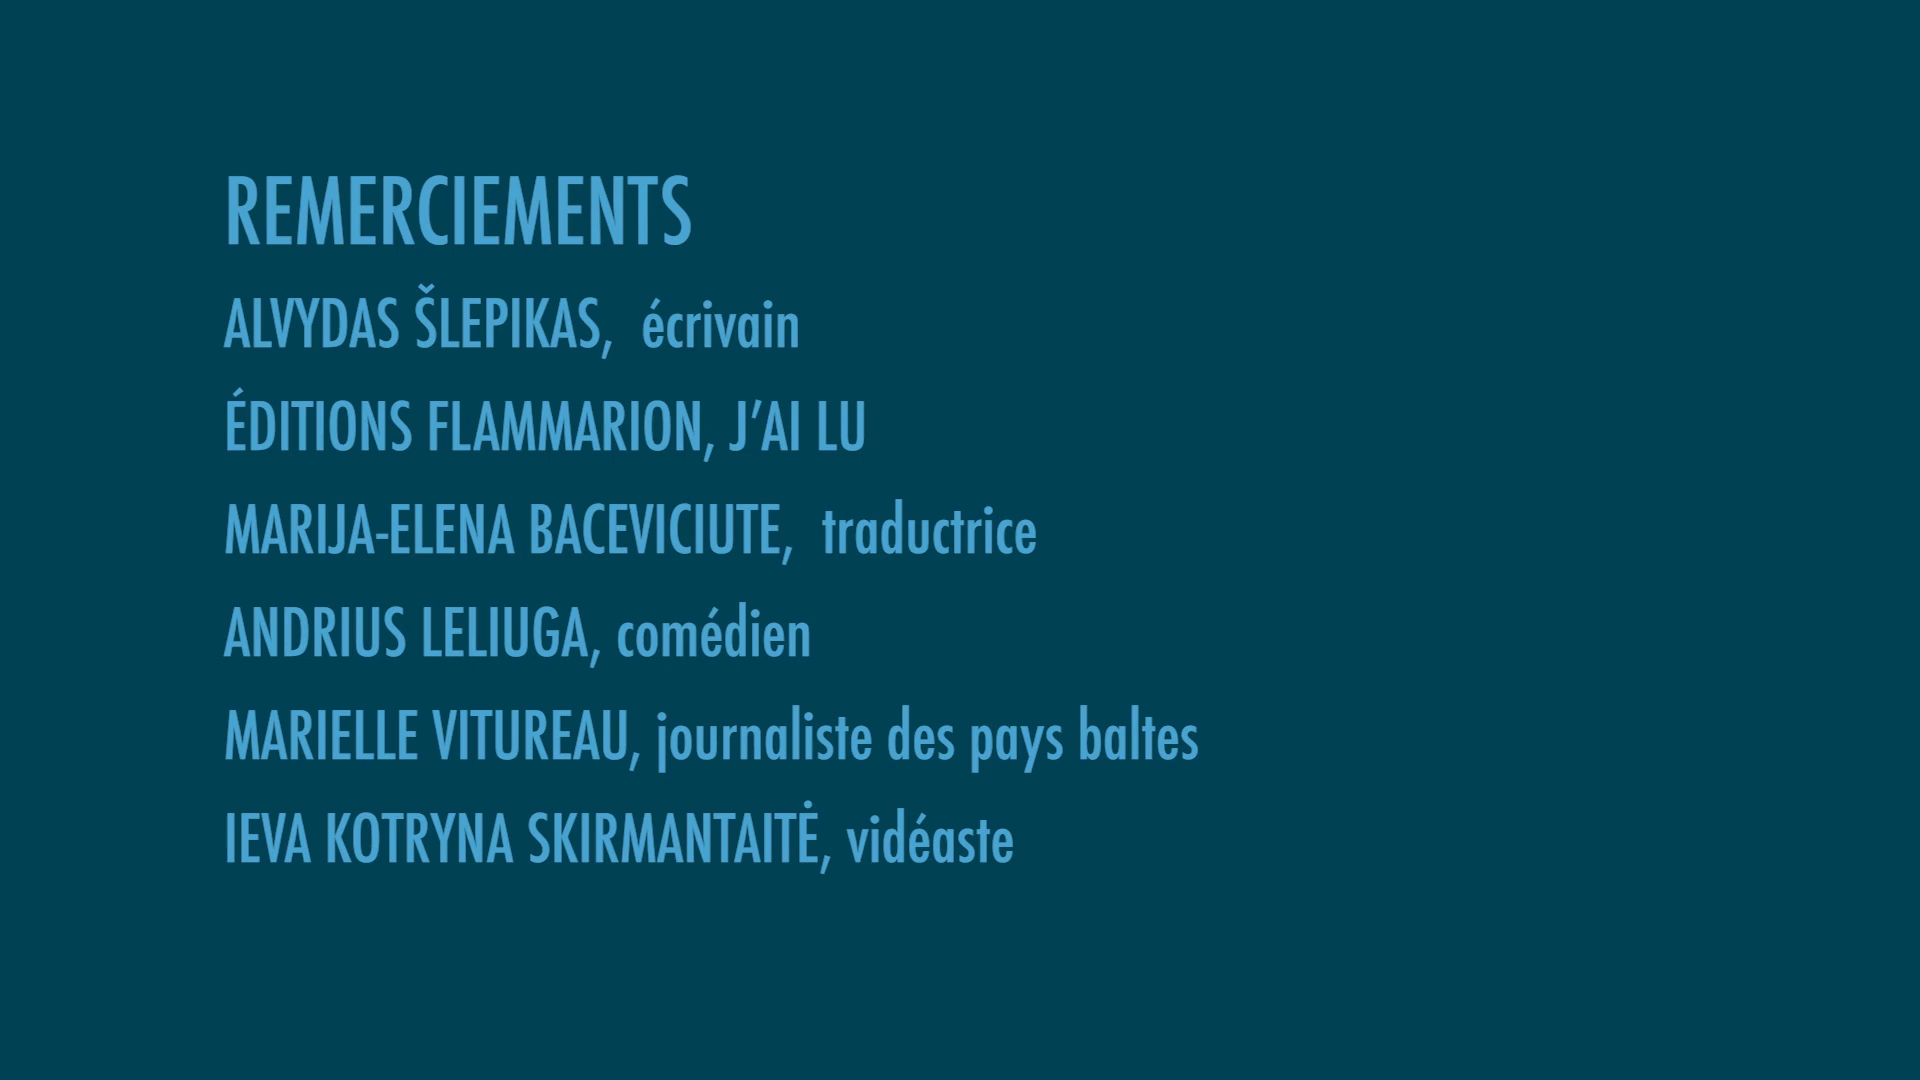 REMERCIEMENTS
ALVYDAS ŠLEPIKAS, écrivain
ÉDITIONS FLAMMARION, J’AI LU
MARIJA-ELENA BACEVICIUTE, traductrice
ANDRIUS LELIUGA, comédien
MARIELLE VITUREAU, journaliste des pays baltes
IEVA KOTRYNA SKIRMANTAITĖ, vidéaste